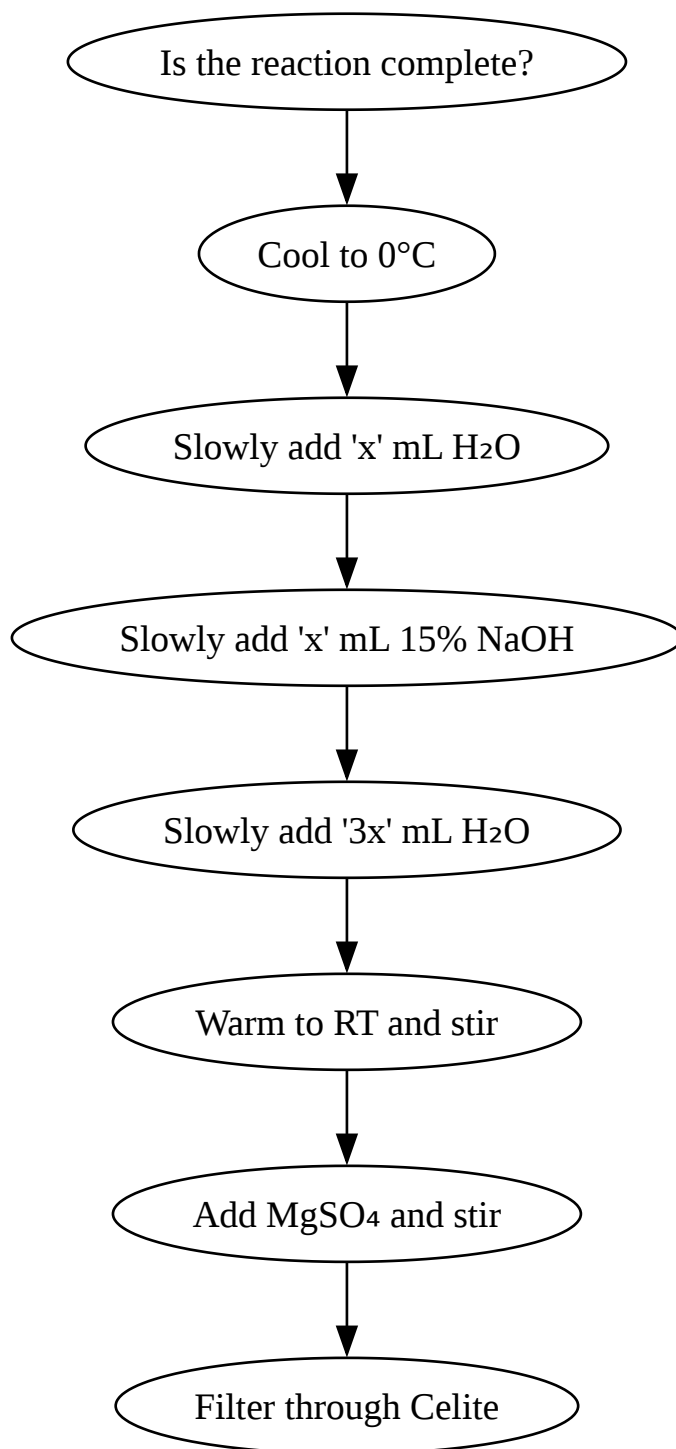 Is the reaction complete?
Cool to 0°C
Slowly add 'x' mL H₂O
Slowly add 'x' mL 15% NaOH
Slowly add '3x' mL H₂O
Warm to RT and stir
Add MgSO₄ and stir
Filter through Celite